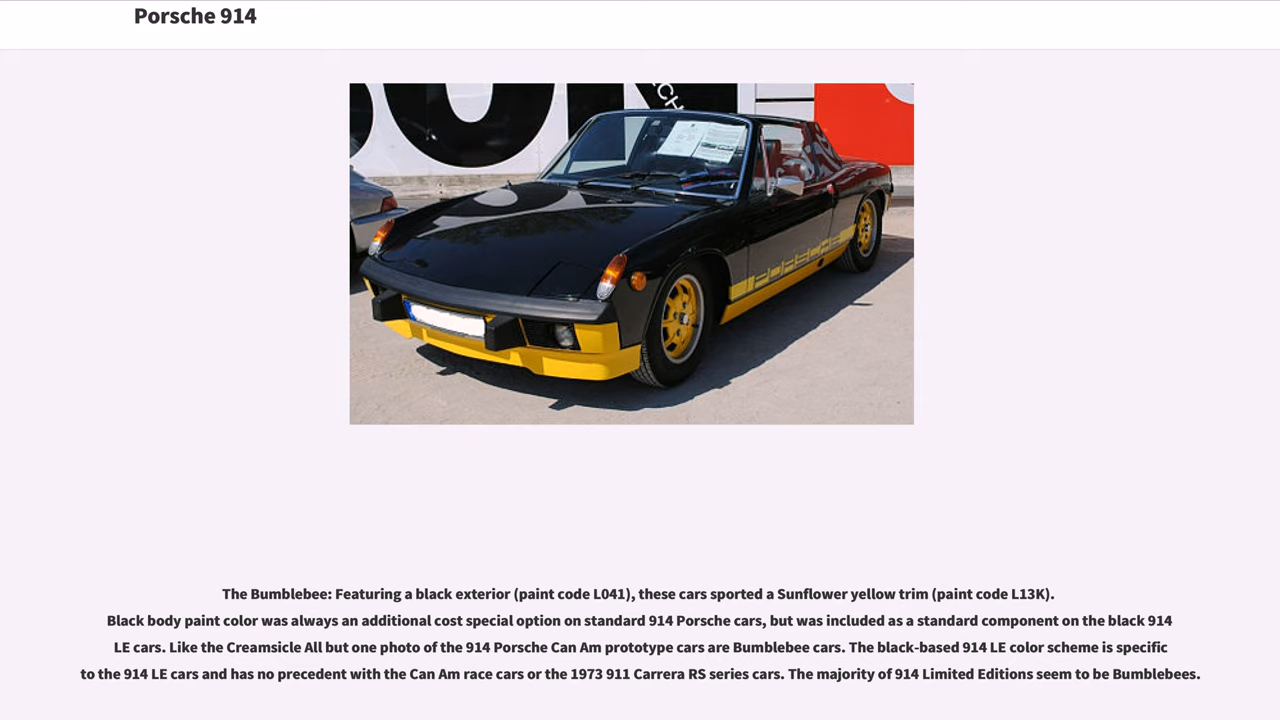 Porsche 914
CH
PORSCHE
The Bumblebee: Featuring a black exterior (paint code L041), these cars sported a Sunflower yellow trim (paint code L13K).
Black body paint color was always an additional cost special option on standard 914 Porsche cars, but was included as a standard component on the black 914
LE cars. Like the Creamsicle All but one photo of the 914 Porsche Can Am prototype cars are Bumblebee cars. The black-based 914 LE color scheme is specific
to the 914 LE cars and has no precedent with the Can Am race cars or the 1973 911 Carrera RS series cars. The majority of 914 Limited Editions seem to be Bumblebees.